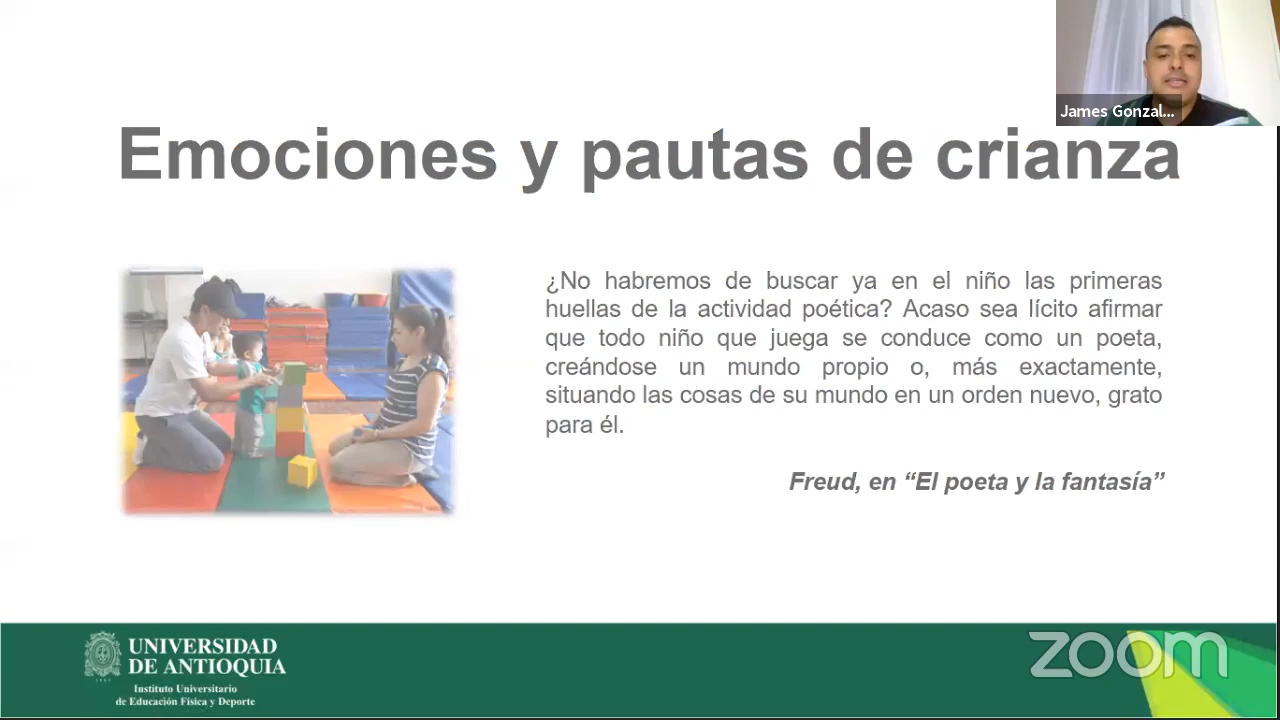 James Gonzal...
Emociones y pautas de crianza
¿No habremos de buscar ya en el niño las primeras
huellas de la actividad poética? Acaso sea lícito afirmar
que todo niño que juega se conduce como un poeta,
creándose un mundo propio o, más exactamente,
situando las cosas de su mundo en un orden nuevo, grato
para él.
Freud, en “El poeta y la fantasía”
UNIVERSIDAD
DE ANTIOQUIA
Instituto Universitario
de Educación Física y Deporte
zoom